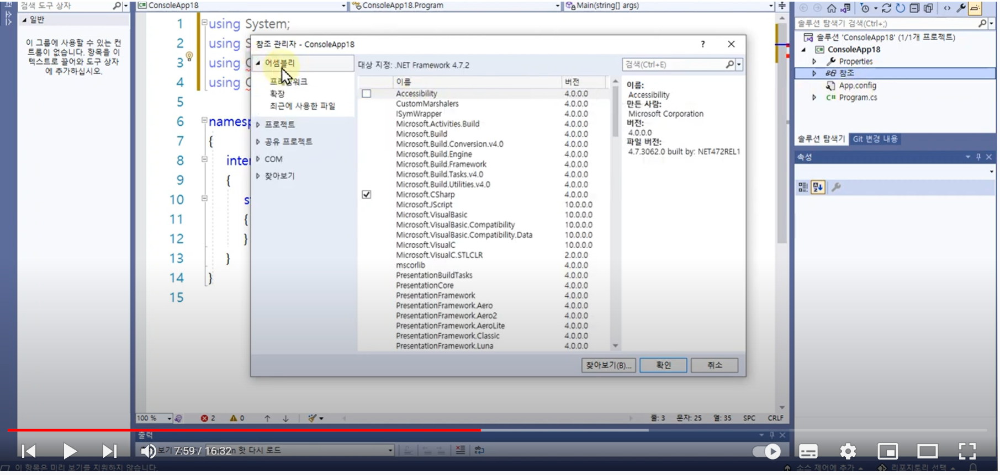 검색 도구 상자
일반
이 그룹에 사용할 수 있는 컨
트롤이 없습니다. 항목을 이
텍스트로 끌어와 도구 상자
에 추가하십시오.
ConsoleApp18
ConsoleApp18.Program
Main(string[] args)
1 using System;
2 using S
3 using
4 using
5
6 namesp
7 {
8 inter
9 {
10 st
11 {
12 }
13 }
14 }
15
참조 관리자 - ConsoleApp18
?
어셈블리
확장
최근에 사용한 파일
프로젝트
공유 프로젝트
COM
찾아보기
대상 지정: .NET Framework 4.7.2
검색(Ctrl+E)
이름 버전
Accessibility 4.0.0.0
CustomMarshalers 4.0.0.0
ISymWrapper 4.0.0.0
Microsoft.Activities.Build 4.0.0.0
Microsoft.Build 4.0.0.0
Microsoft.Build.Conversion.v4.0 4.0.0.0
Microsoft.Build.Engine 4.0.0.0
Microsoft.Build.Framework 4.0.0.0
Microsoft.Build.Tasks.v4.0 4.0.0.0
Microsoft.Build.Utilities.v4.0 4.0.0.0
Microsoft.CSharp 4.0.0.0
Microsoft.JScript 10.0.0.0
Microsoft.VisualBasic 10.0.0.0
Microsoft.VisualBasic.Compatibility 10.0.0.0
Microsoft.VisualBasic.Compatibility.Data 10.0.0.0
Microsoft.VisualC 10.0.0.0
Microsoft.VisualC.STLCLR 2.0.0.0
mscorlib 4.0.0.0
PresentationBuildTasks 4.0.0.0
PresentationCore 4.0.0.0
PresentationFramework 4.0.0.0
PresentationFramework.Aero 4.0.0.0
PresentationFramework.Aero2 4.0.0.0
PresentationFramework.AeroLite 4.0.0.0
PresentationFramework.Classic 4.0.0.0
PresentationFramework.Luna 4.0.0.0
이름:
Accessibility
만든 사람:
Microsoft Corporation
버전:
4.0.0.0
파일 버전:
4.7.3062.0 built by: NET472REL1
찾아보기(B)...
확인
취소
솔루션 탐색기 검색(Ctrl+;)
솔루션 'ConsoleApp18' (1/1개 프로젝트)
ConsoleApp18
Properties
참조
App.config
C# Program.cs
솔루션 탐색기
Git 변경 내용
속성
100 %
2
0
줄: 3
문자: 25
열: 35
SPC
CRLF
출력
7:59 / 16:32
핫 다시 로드
이 항목은 미리 보기를 지원하지 않습니다.
소스 제어에 추가
리포지토리 선택